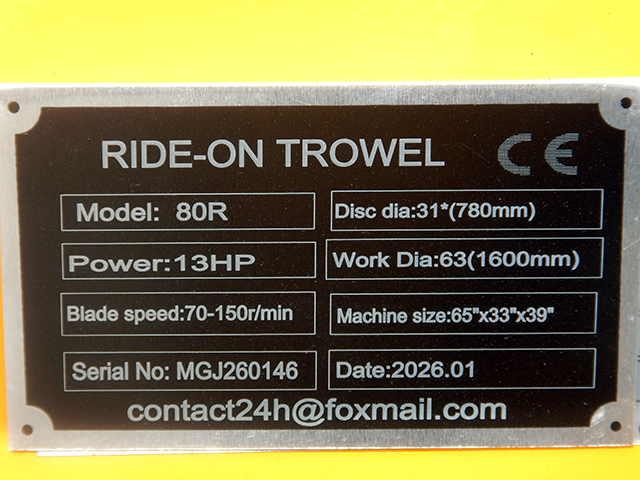 RIDE-ON TROWEL CE
Model: 80R
Disc dia:31*(780mm)
Power:13HP
Work Dia:63(1600mm)
Blade speed:70-150r/min
Machine size:65"x33"x39"
Serial No: MGJ260146
Date:2026.01
contact24h@foxmail.com